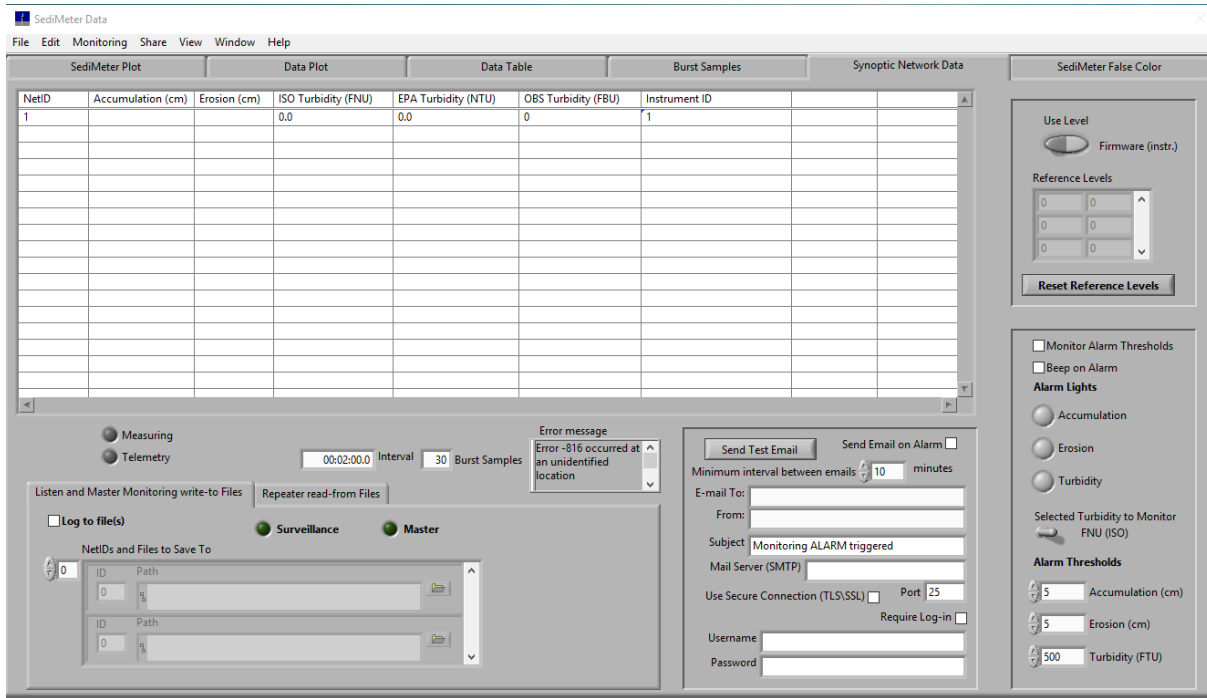 SediMeter Data
File Edit Monitoring Share View Window Help
SediMeter Plot Data Plot Data Table Burst Samples Synoptic Network Data SediMeter False Color
NetID Accumulation (cm) Erosion (cm) ISO Turbidity (FNU) EPA Turbidity (NTU) OBS Turbidity (FBU) Instrument ID
1 0.0 0.0 0 1
Use Level
Firmware (instr.)
Reference Levels
0 0
0 0
0 0
Reset Reference Levels
Monitor Alarm Thresholds
Beep on Alarm
Alarm Lights
Accumulation
Erosion
Turbidity
Selected Turbidity to Monitor
FNU (ISO)
Alarm Thresholds
5 Accumulation (cm)
5 Erosion (cm)
500 Turbidity (FTU)
Measuring
Telemetry
00:02:00.0 Interval 30 Burst Samples
Error message
Error -816 occurred at
an unidentified
location
Listen and Master Monitoring write-to Files Repeater read-from Files
Log to file(s)
Surveillance Master
NetIDs and Files to Save To
0
ID Path
0
ID Path
0
Send Test Email Send Email on Alarm
Minimum interval between emails 10 minutes
E-mail To:
From:
Subject Monitoring ALARM triggered
Mail Server (SMTP)
Use Secure Connection (TLS\SSL) Port 25
Require Log-in
Username
Password